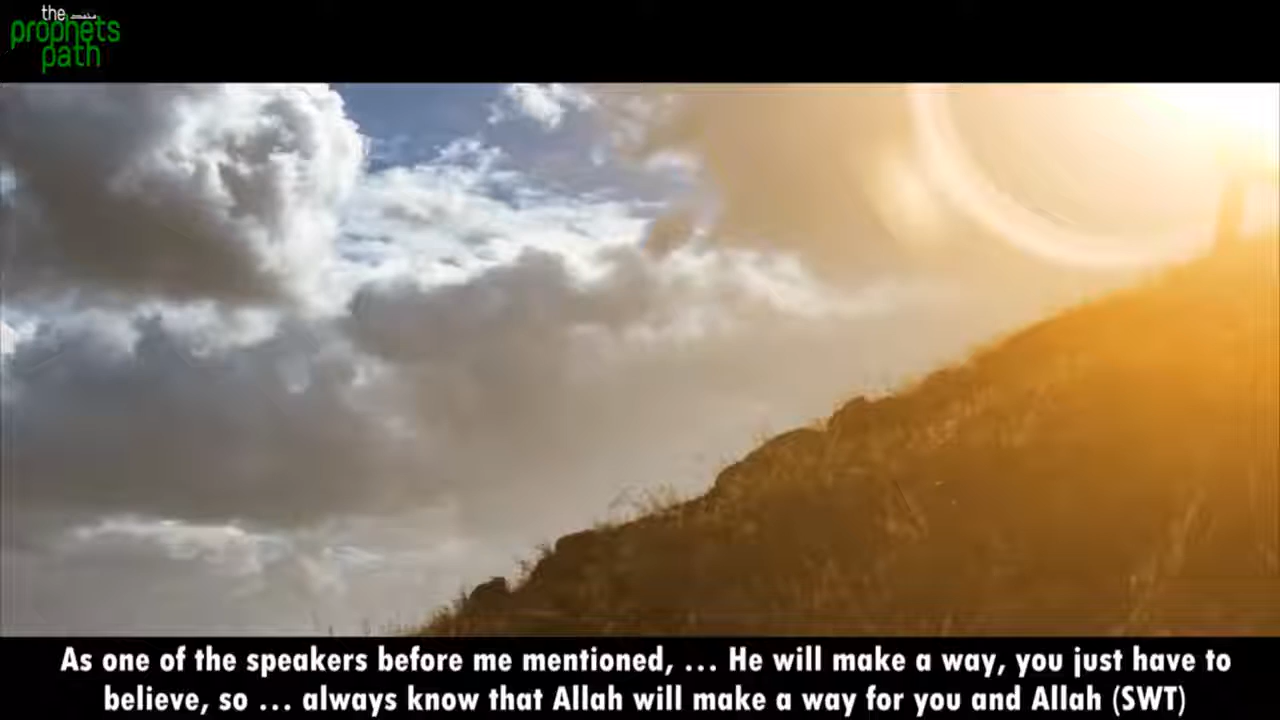 the محمد
prophets
path
As one of the speakers before me mentioned, ... He will make a way, you just have to
believe, so ... always know that Allah will make a way for you and Allah (SWT)